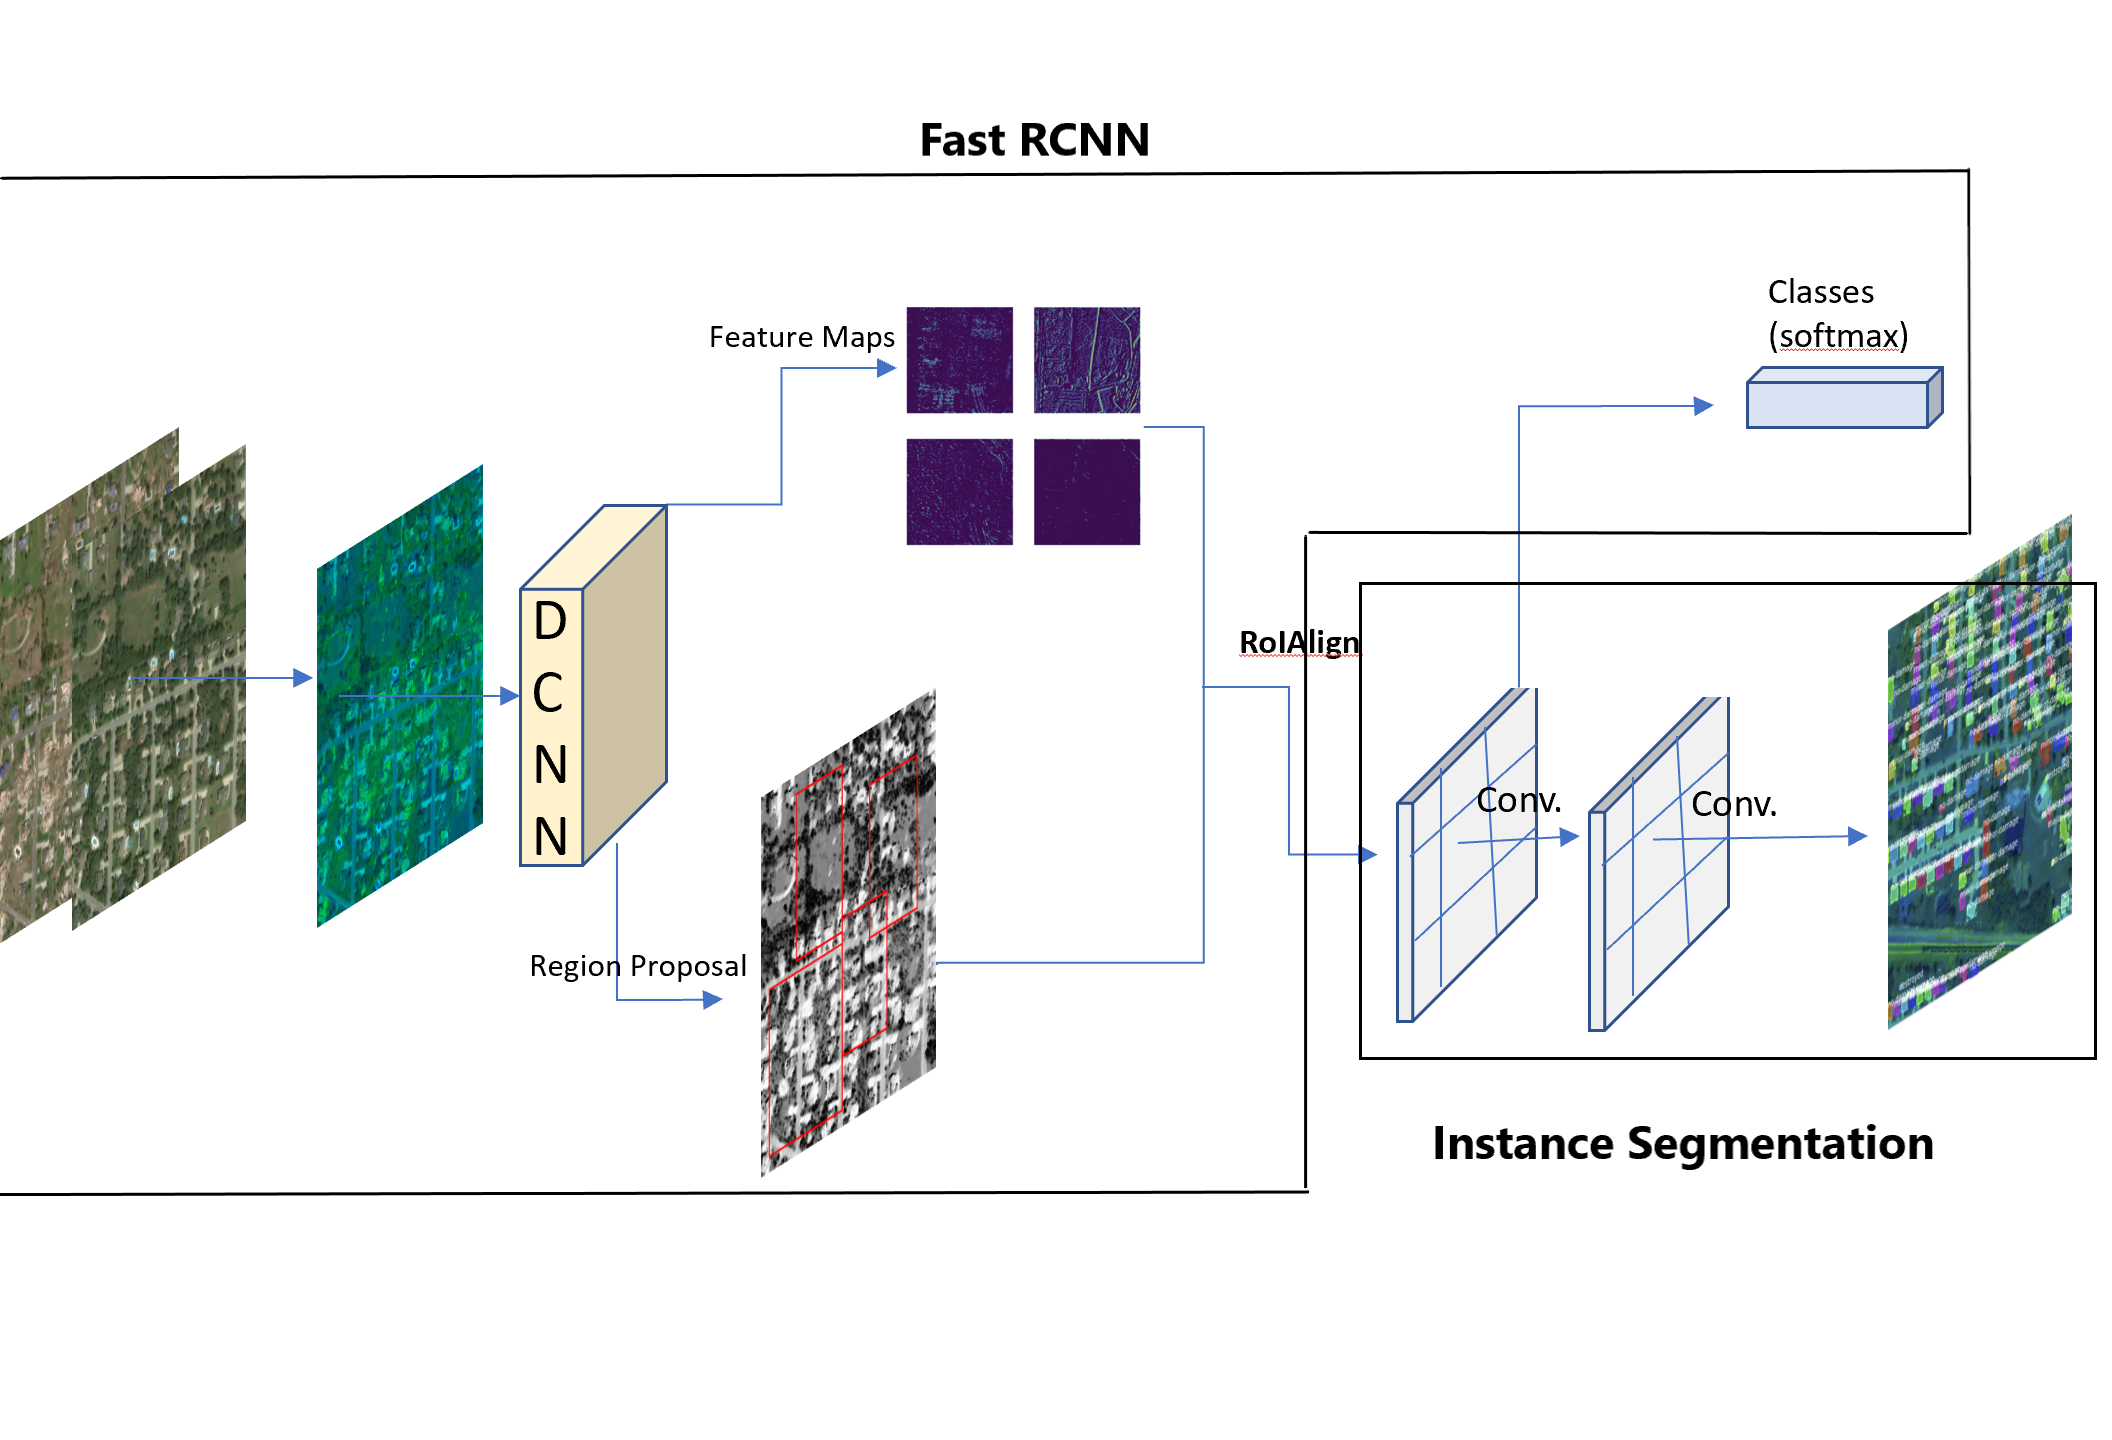 Fast RCNN
Classes
(softmax)
Feature Maps
D
C
N
N
RoIAlign
Conv.
Conv.
Region Proposal
Instance Segmentation